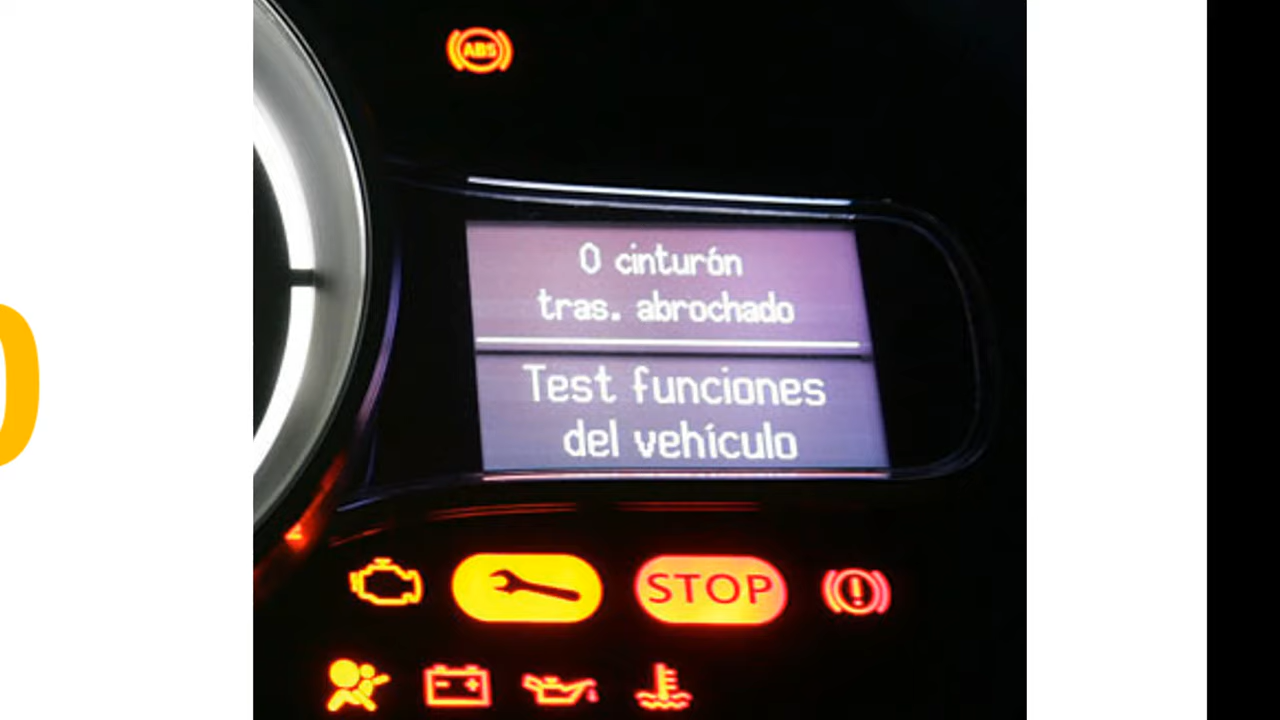 ABS
0 cinturón
tras. abrochado
Test funciones
del vehículo
STOP